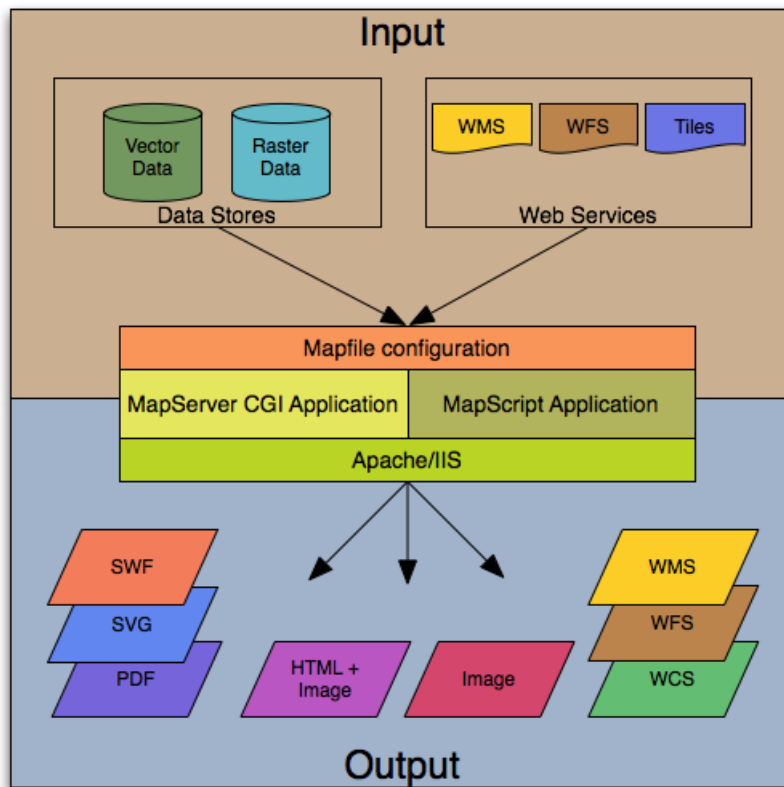 Input
Vector
Data
Raster
Data
Data Stores
WMS
WFS
Tiles
Web Services
Mapfile configuration
MapServer CGI Application
MapScript Application
Apache/IIS
SWF
SVG
PDF
HTML +
Image
Image
WMS
WFS
WCS
Output